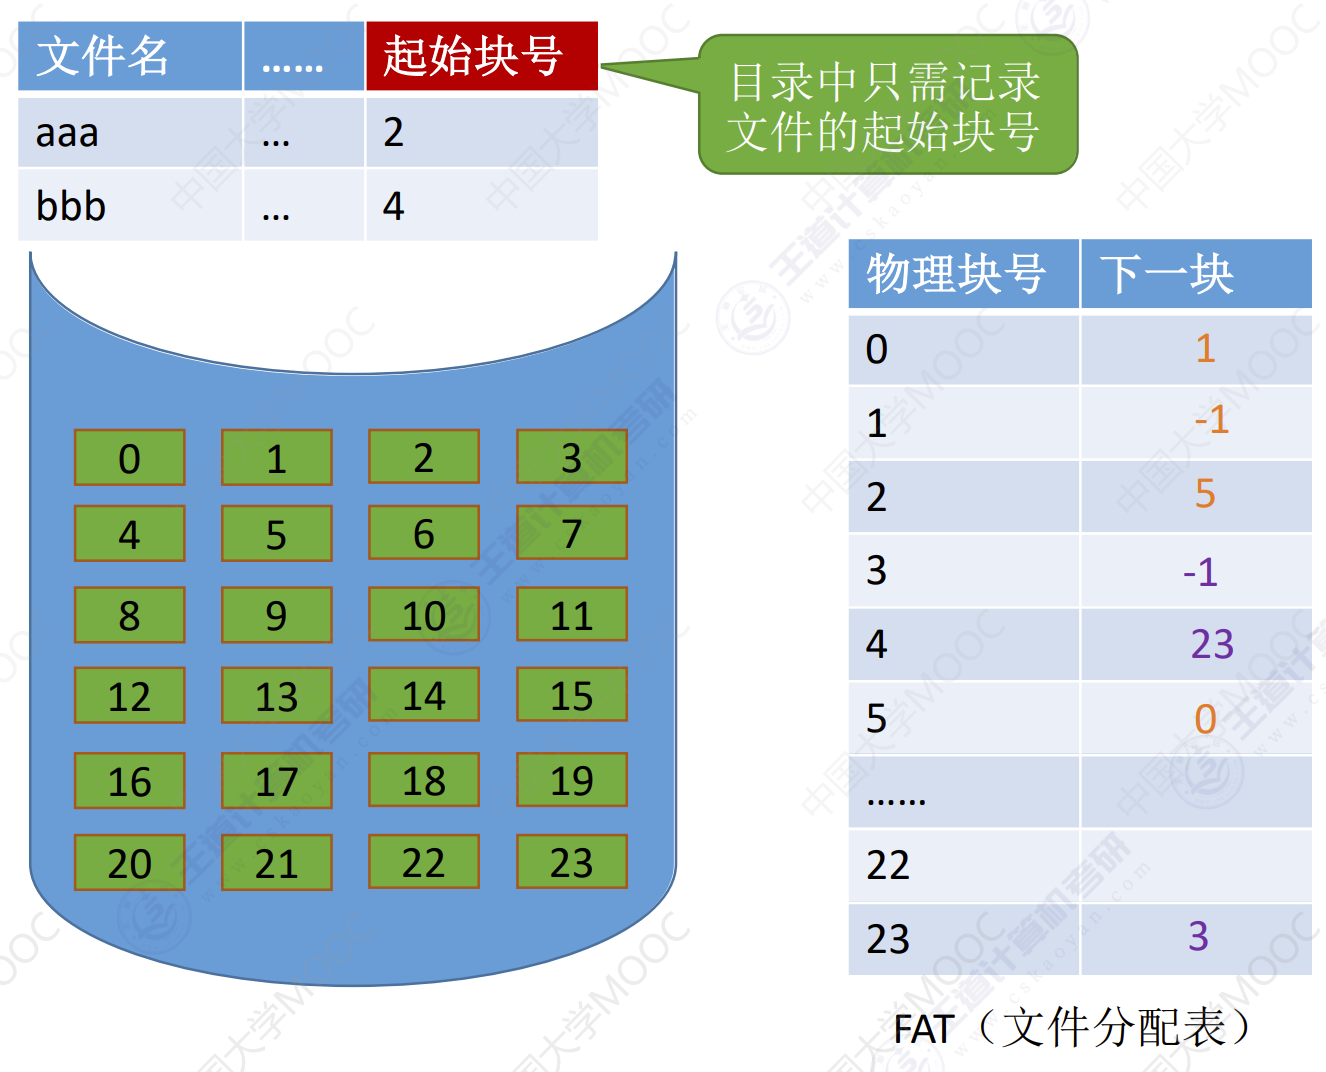 文件名 …… 起始块号
aaa … 2
bbb … 4
目录中只需记录
文件的起始块号
0 1 2 3
4 5 6 7
8 9 10 11
12 13 14 15
16 17 18 19
20 21 22 23
物理块号 下一块
0 1
1 -1
2 5
3 -1
4 23
5 0
……
22
23 3
FAT（文件分配表）
中国大学MOOC
王道计算机考研
www.cskaoyan.com